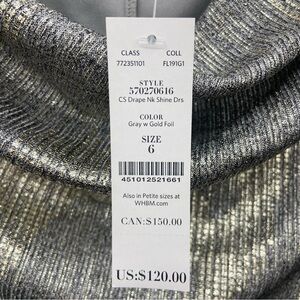 CLASS COLL
772351101 FL191G1
STYLE
570270616
CS Drape Nk Shine Drs
COLOR
Gray w Gold Foil
SIZE
6
451012521661
Also in Petite sizes at
WHBM.com
CAN:$150.00
US:$120.00